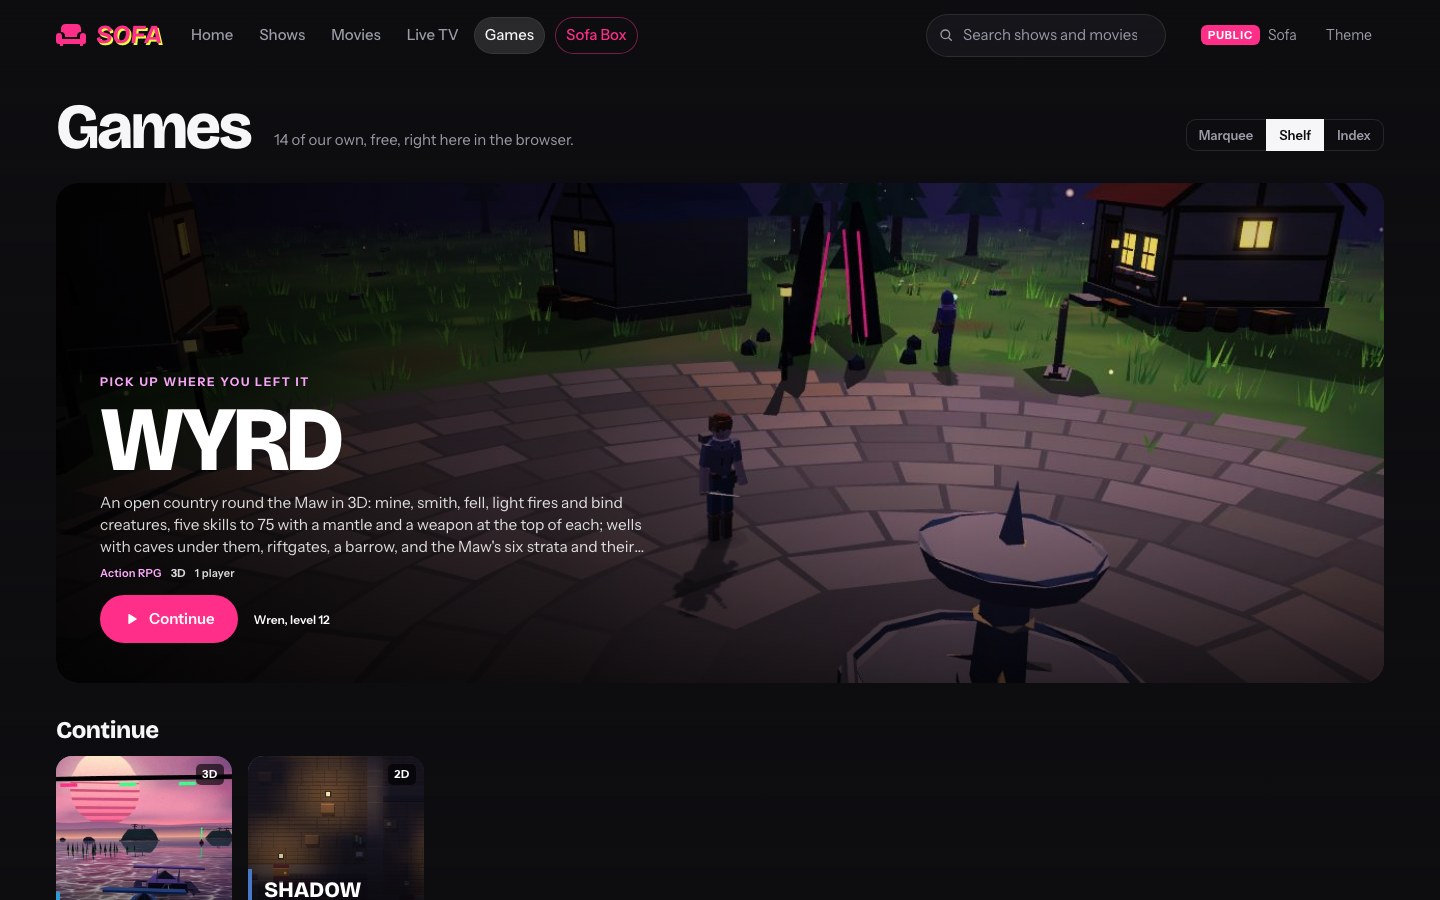 SOFA
Home
Shows
Movies
Live TV
Games
Sofa Box
Search shows and movies
PUBLIC
Sofa
Theme
Games
14 of our own, free, right here in the browser.
Marquee
Shelf
Index
PICK UP WHERE YOU LEFT IT
WYRD
An open country round the Maw in 3D: mine, smith, fell, light fires and bind
creatures, five skills to 75 with a mantle and a weapon at the top of each; wells
with caves under them, riftgates, a barrow, and the Maw's six strata and their...
Action RPG 3D 1 player
Continue
Wren, level 12
Continue
3D
2D
SHADOW